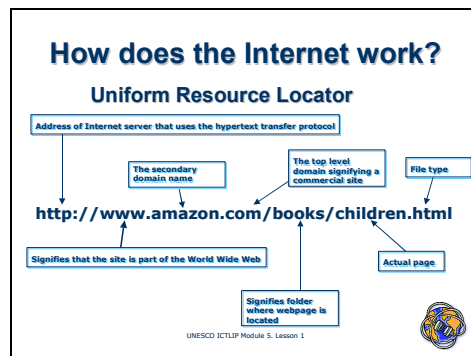 How does the Internet work?
Uniform Resource Locator
Address of Internet server that uses the hypertext transfer protocol
The secondary
domain name
The top level
domain signifying a
commercial site
File type
http://www.amazon.com/books/children.html
Signifies that the site is part of the World Wide Web
Actual page
Signifies folder
where webpage is
located
UNESCO ICTLIP Module 5. Lesson 1